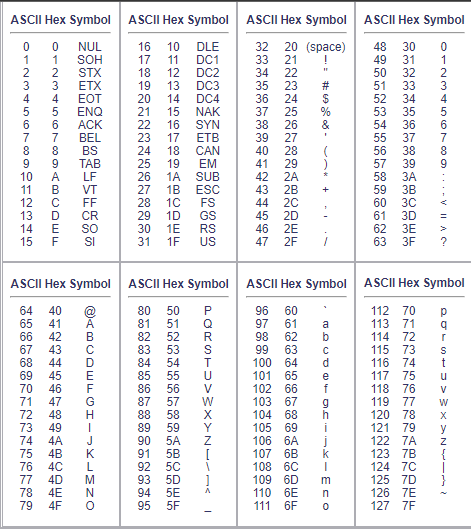 ASCII Hex Symbol
0 0 NUL
1 1 SOH
2 2 STX
3 3 ETX
4 4 EOT
5 5 ENQ
6 6 ACK
7 7 BEL
8 8 BS
9 9 TAB
10 A LF
11 B VT
12 C FF
13 D CR
14 E SO
15 F SI
ASCII Hex Symbol
16 10 DLE
17 11 DC1
18 12 DC2
19 13 DC3
20 14 DC4
21 15 NAK
22 16 SYN
23 17 ETB
24 18 CAN
25 19 EM
26 1A SUB
27 1B ESC
28 1C FS
29 1D GS
30 1E RS
31 1F US
ASCII Hex Symbol
32 20 (space)
33 21 !
34 22 "
35 23 #
36 24 $
37 25 %
38 26 &
39 27 '
40 28 (
41 29 )
42 2A *
43 2B +
44 2C ,
45 2D -
46 2E .
47 2F /
ASCII Hex Symbol
48 30 0
49 31 1
50 32 2
51 33 3
52 34 4
53 35 5
54 36 6
55 37 7
56 38 8
57 39 9
58 3A :
59 3B ;
60 3C <
61 3D =
62 3E >
63 3F ?
ASCII Hex Symbol
64 40 @
65 41 A
66 42 B
67 43 C
68 44 D
69 45 E
70 46 F
71 47 G
72 48 H
73 49 I
74 4A J
75 4B K
76 4C L
77 4D M
78 4E N
79 4F O
ASCII Hex Symbol
80 50 P
81 51 Q
82 52 R
83 53 S
84 54 T
85 55 U
86 56 V
87 57 W
88 58 X
89 59 Y
90 5A Z
91 5B [
92 5C \
93 5D ]
94 5E ^
95 5F _
ASCII Hex Symbol
96 60 `
97 61 a
98 62 b
99 63 c
100 64 d
101 65 e
102 66 f
103 67 g
104 68 h
105 69 i
106 6A j
107 6B k
108 6C l
109 6D m
110 6E n
111 6F o
ASCII Hex Symbol
112 70 p
113 71 q
114 72 r
115 73 s
116 74 t
117 75 u
118 76 v
119 77 w
120 78 x
121 79 y
122 7A z
123 7B {
124 7C |
125 7D }
126 7E ~
127 7F